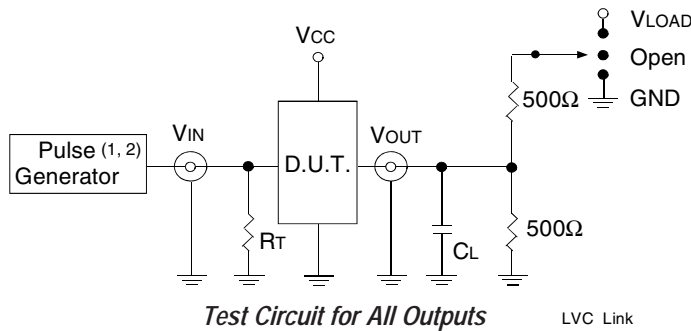 VLOAD
VCC
Open
500Ω
GND
VIN
VOUT
Pulse (1, 2)
Generator
D.U.T.
RT
CL
500Ω
Test Circuit for All Outputs
LVC Link